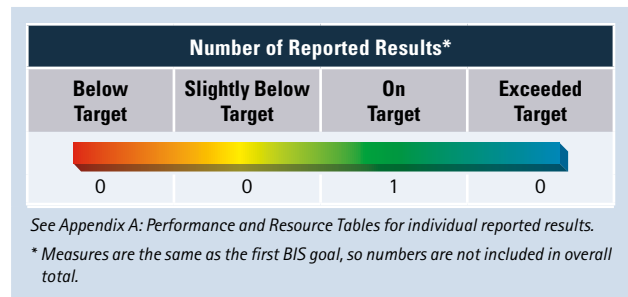 Number of Reported Results*
Below Target
Slightly Below Target
On Target
Exceeded Target
0 0 1 0
See Appendix A: Performance and Resource Tables for individual reported results.
* Measures are the same as the first BIS goal, so numbers are not included in overall
total.